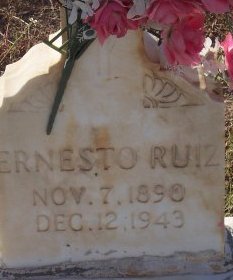 ERNESTO RUIZ
NOV. 7, 1890
DEC. 12, 1943